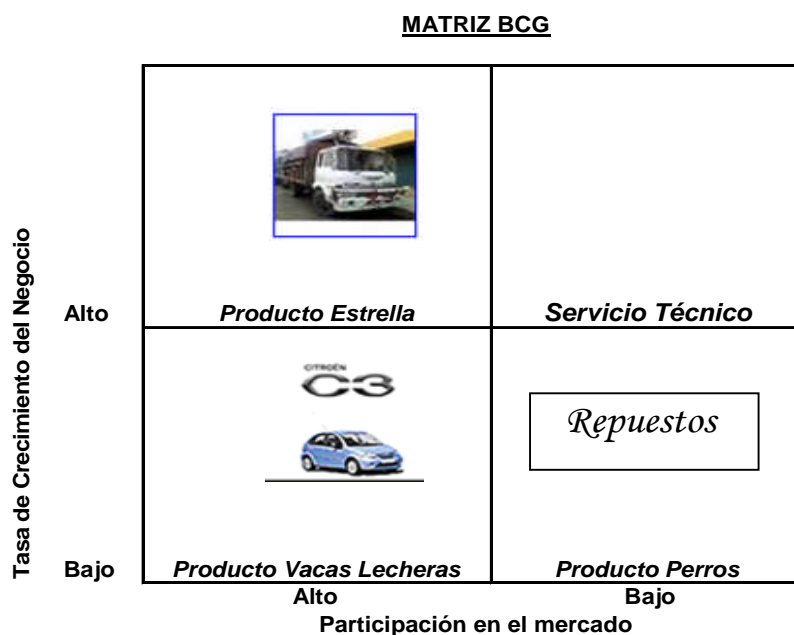 MATRIZ BCG
Tasa de Crecimiento del Negocio
Alto
Producto Estrella
Servicio Técnico
CITROËN
C3
Repuestos
Bajo
Producto Vacas Lecheras
Producto Perros
Alto
Bajo
Participación en el mercado